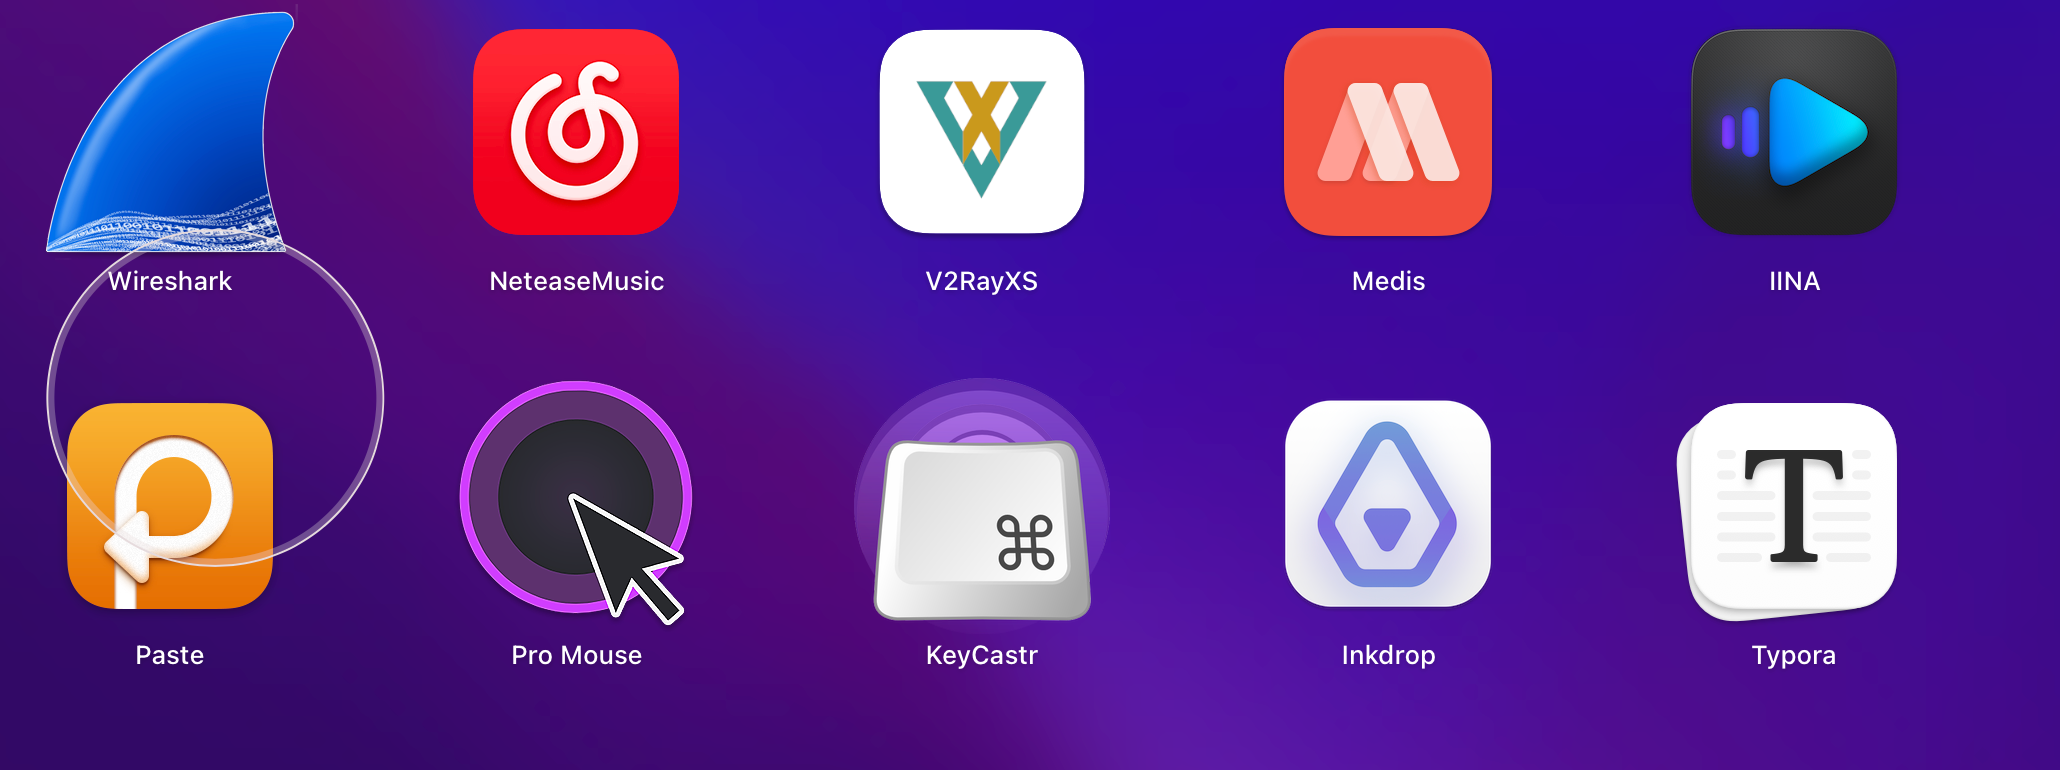 Wireshark
NeteaseMusic
V2RayXS
Medis
IINA
T
Paste
Pro Mouse
KeyCastr
Inkdrop
Typora